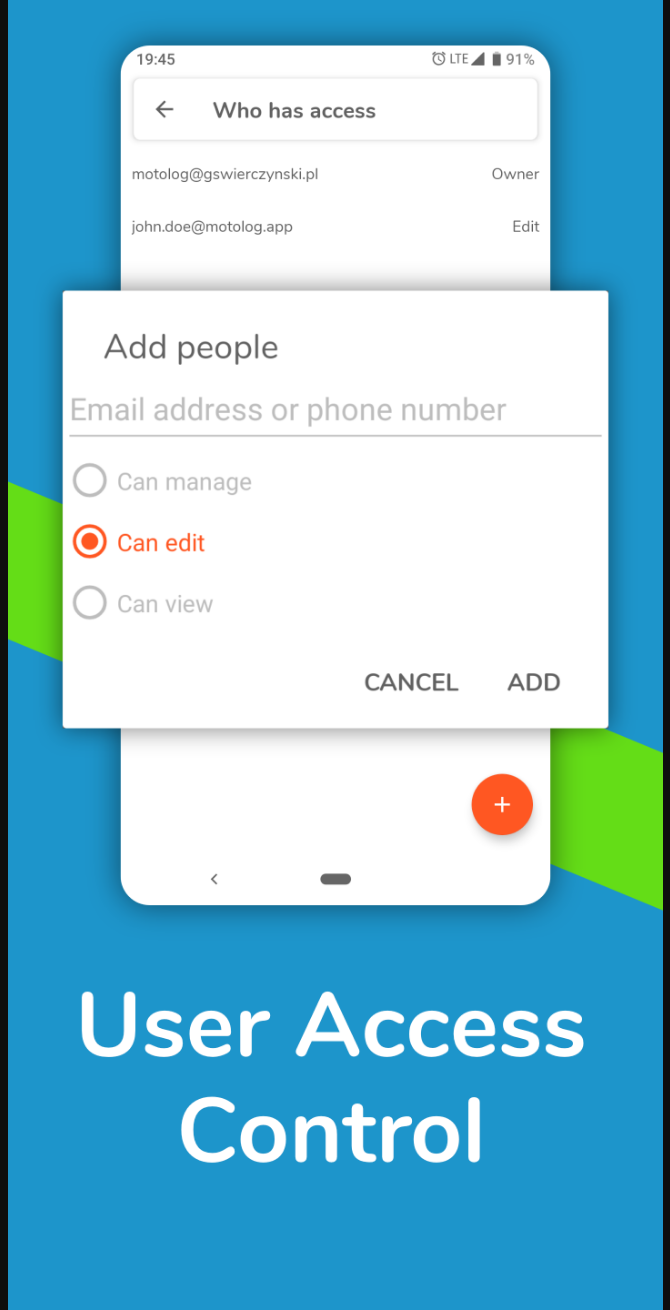 19:45 LTE 91%
Who has access
motolog@gswierczynski.pl Owner
john.doe@motolog.app Edit
Add people
Email address or phone number
Can manage
Can edit
Can view
CANCEL ADD
+
User Access
Control